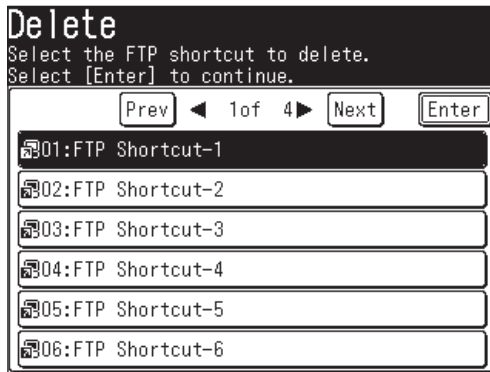 Delete
Select the FTP shortcut to delete.
Select [Enter] to continue.
Prev ◀ 1of 4▶ Next Enter
01:FTP Shortcut-1
02:FTP Shortcut-2
03:FTP Shortcut-3
04:FTP Shortcut-4
05:FTP Shortcut-5
06:FTP Shortcut-6